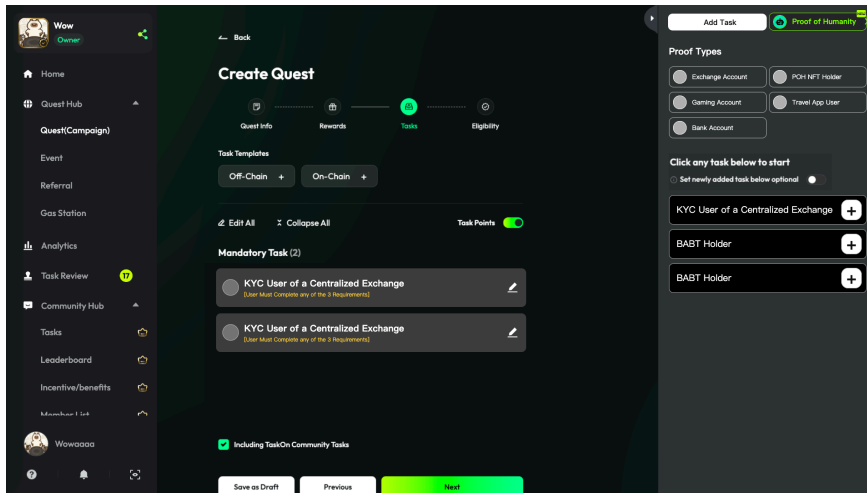 Wow
Owner
Home
Quest Hub
Quest(Campaign)
Event
Referral
Gas Station
Analytics
Task Review 17
Community Hub
Tasks
Leaderboard
Incentive/benefits
Member List
Wowaaaa
Back
Create Quest
Quest Info Rewards Tasks Eligibility
Task Templates
Off-Chain + On-Chain +
Edit All Collapse All Task Points
Mandatory Task (2)
KYC User of a Centralized Exchange
[User Must Complete any of the 3 Requirements]
KYC User of a Centralized Exchange
[User Must Complete any of the 3 Requirements]
Including TaskOn Community Tasks
Save as Draft Previous Next
Add Task Proof of Humanity
Proof Types
Exchange Account POH NFT Holder
Gaming Account Travel App User
Bank Account
Click any task below to start
Set newly added task below optional
KYC User of a Centralized Exchange +
BABT Holder +
BABT Holder +